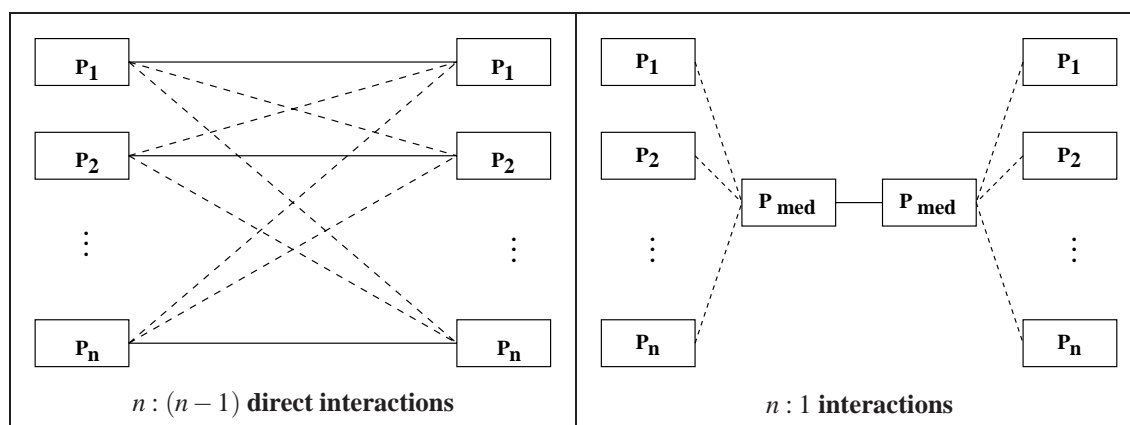 P1 P1
P2 P2
⋮ ⋮
Pn Pn
n : (n − 1) direct interactions
P1 P1
P2 P2
P med P med
⋮ ⋮
Pn Pn
n : 1 interactions